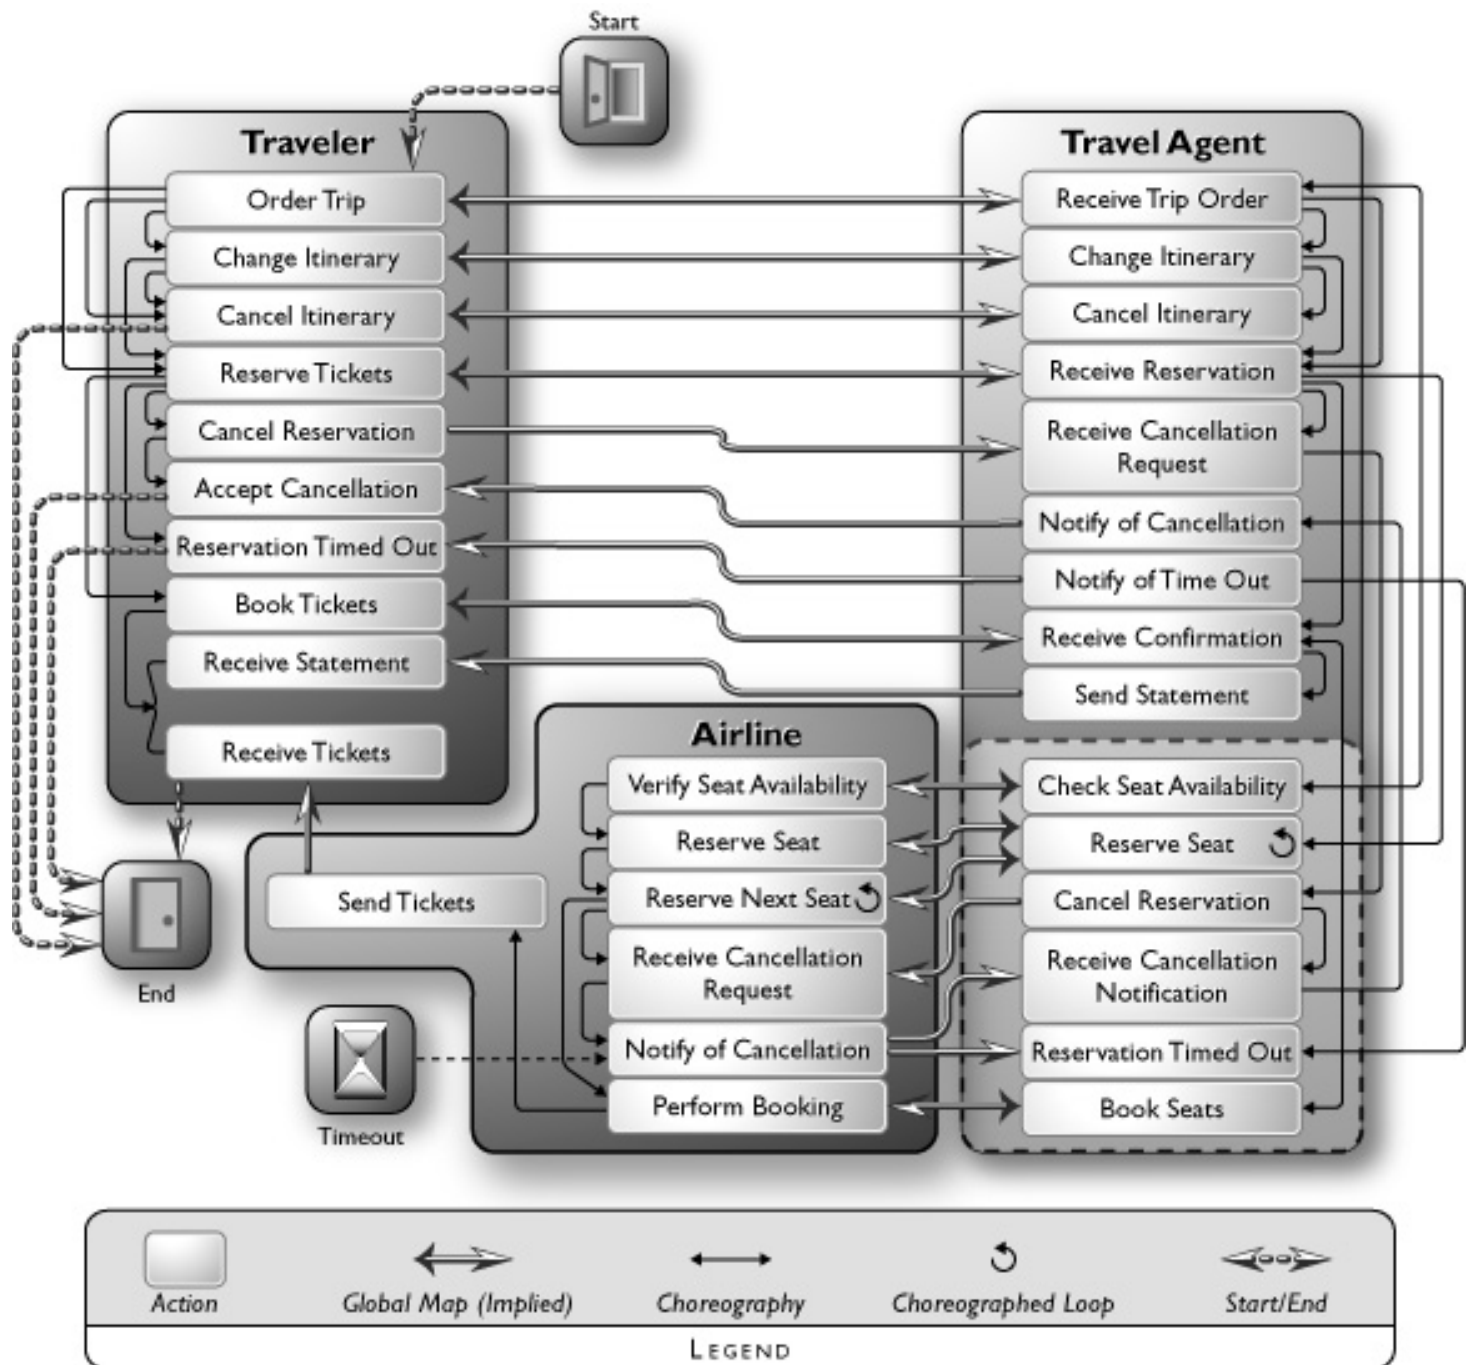 Start
Traveler
Order Trip
Change Itinerary
Cancel Itinerary
Reserve Tickets
Cancel Reservation
Accept Cancellation
Reservation Timed Out
Book Tickets
Receive Statement
Receive Tickets
Travel Agent
Receive Trip Order
Change Itinerary
Cancel Itinerary
Receive Reservation
Receive Cancellation
Request
Notify of Cancellation
Notify of Time Out
Receive Confirmation
Send Statement
Check Seat Availability
Reserve Seat
Cancel Reservation
Receive Cancellation
Notification
Reservation Timed Out
Book Seats
Airline
Verify Seat Availability
Reserve Seat
Reserve Next Seat
Receive Cancellation
Request
Notify of Cancellation
Perform Booking
Send Tickets
End
Timeout
Action
Global Map (Implied)
Choreography
Choreographed Loop
Start/End
LEGEND